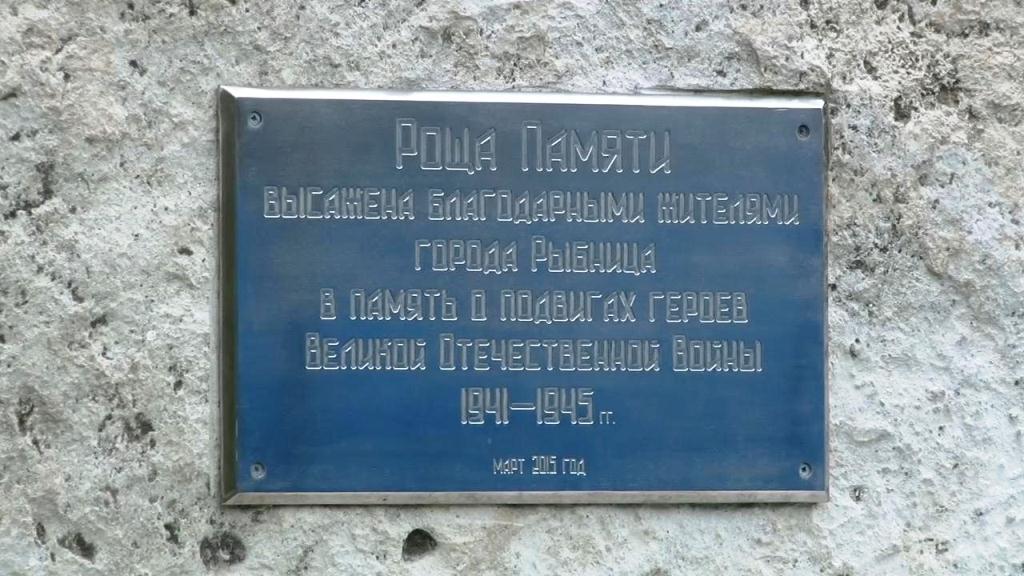 Роща Памяти
высажена благодарными жителями
города Рыбница
в память о подвигах героев
Великой Отечественной Войны
1941—1945 гг.
март 2015 год